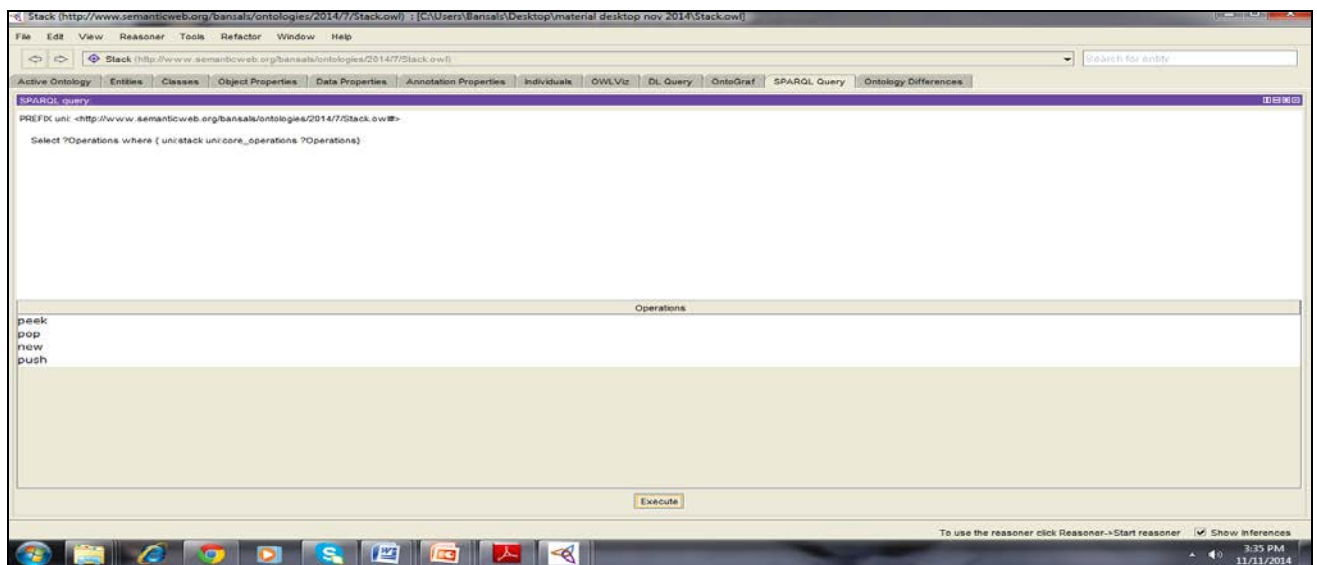 Stack (http://www.semanticweb.org/bansals/ontologies/2014/7/Stack.owl) : [C:\Users\Bansals\Desktop\material desktop nov 2014\Stack.owl]
File Edit View Reasoner Tools Refactor Window Help
Stack (http://www.semanticweb.org/bansals/ontologies/2014/7/Stack.owl) Search for entity
Active Ontology Entities Classes Object Properties Data Properties Annotation Properties Individuals OWLViz DL Query OntoGraf SPARQL Query Ontology Differences
SPARQL query:
PREFIX uni: <http://www.semanticweb.org/bansals/ontologies/2014/7/Stack.owl#>
Select ?Operations where { uni:stack uni:core_operations ?Operations}
Operations
peek
pop
new
push
Execute
To use the reasoner click Reasoner->Start reasoner Show Inferences
3:35 PM
11/11/2014